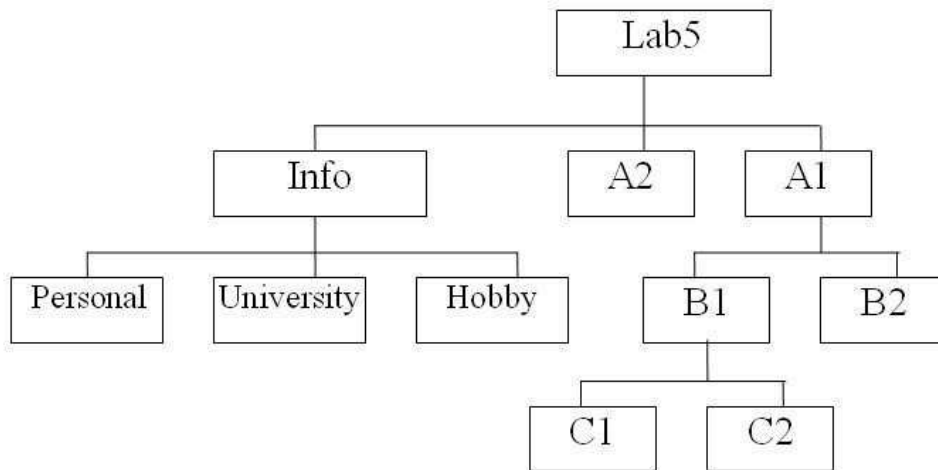 Lab5
Info
A2
A1
Personal
University
Hobby
B1
B2
C1
C2